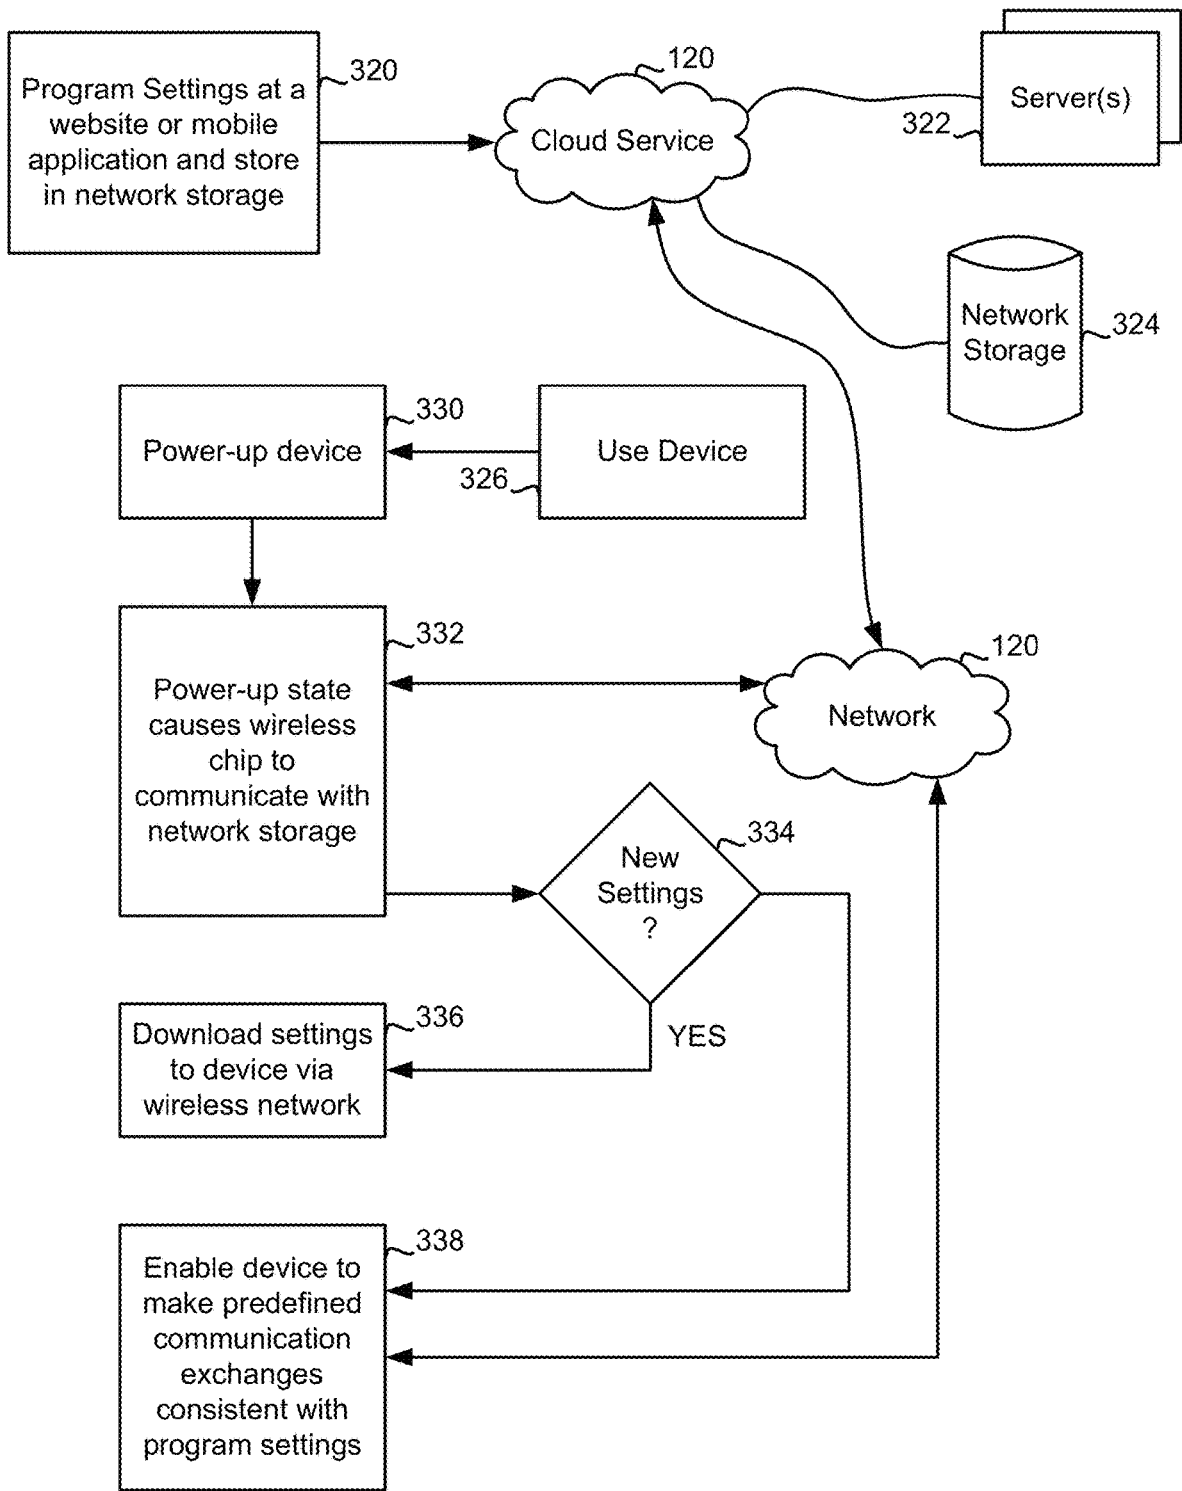 320
Program Settings at a
website or mobile
application and store
in network storage
120
Cloud Service
Server(s)
322
Network
Storage
324
330
Power-up device
Use Device
326
332
Power-up state
causes wireless
chip to
communicate with
network storage
120
Network
334
New
Settings
?
YES
336
Download settings
to device via
wireless network
338
Enable device to
make predefined
communication
exchanges
consistent with
program settings